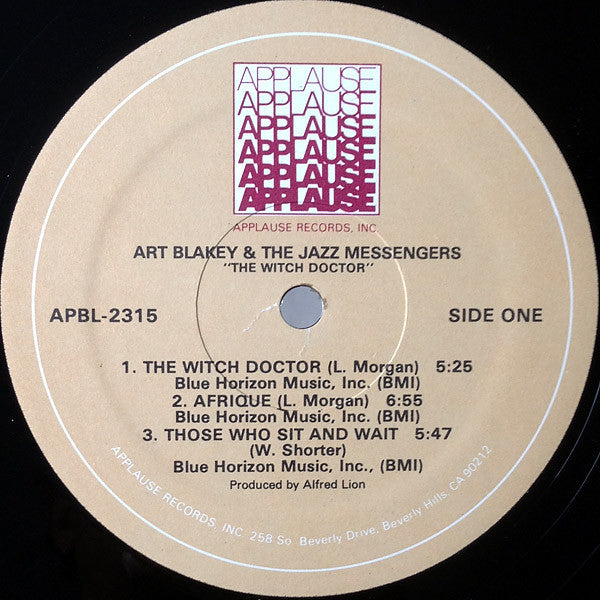 APPLAUSE
APPLAUSE
APPLAUSE
APPLAUSE
APPLAUSE
APPLAUSE
APPLAUSE RECORDS, INC
ART BLAKEY & THE JAZZ MESSENGERS
"THE WITCH DOCTOR"
APBL-2315
SIDE ONE
1. THE WITCH DOCTOR (L. Morgan) 5:25
Blue Horizon Music, Inc. (BMI)
2. AFRIQUE (L. Morgan) 6:55
Blue Horizon Music, Inc. (BMI)
3. THOSE WHO SIT AND WAIT 5:47
(W. Shorter)
Blue Horizon Music, Inc., (BMI)
Produced by Alfred Lion
APPLAUSE RECORDS, INC 258 So. Beverly Drive, Beverly Hills, CA 90212